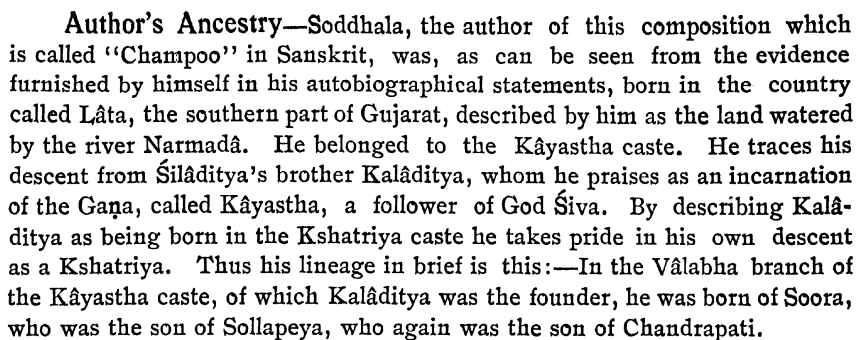 Author's Ancestry—Soddhala, the author of this composition which
is called "Champoo" in Sanskrit, was, as can be seen from the evidence
furnished by himself in his autobiographical statements, born in the country
called Lâta, the southern part of Gujarat, described by him as the land watered
by the river Narmadâ. He belonged to the Kâyastha caste. He traces his
descent from Śilâditya's brother Kalâditya, whom he praises as an incarnation
of the Gaṇa, called Kâyastha, a follower of God Śiva. By describing Kalâ-
ditya as being born in the Kshatriya caste he takes pride in his own descent
as a Kshatriya. Thus his lineage in brief is this:—In the Vâlabha branch of
the Kâyastha caste, of which Kalâditya was the founder, he was born of Soora,
who was the son of Sollapeya, who again was the son of Chandrapati.